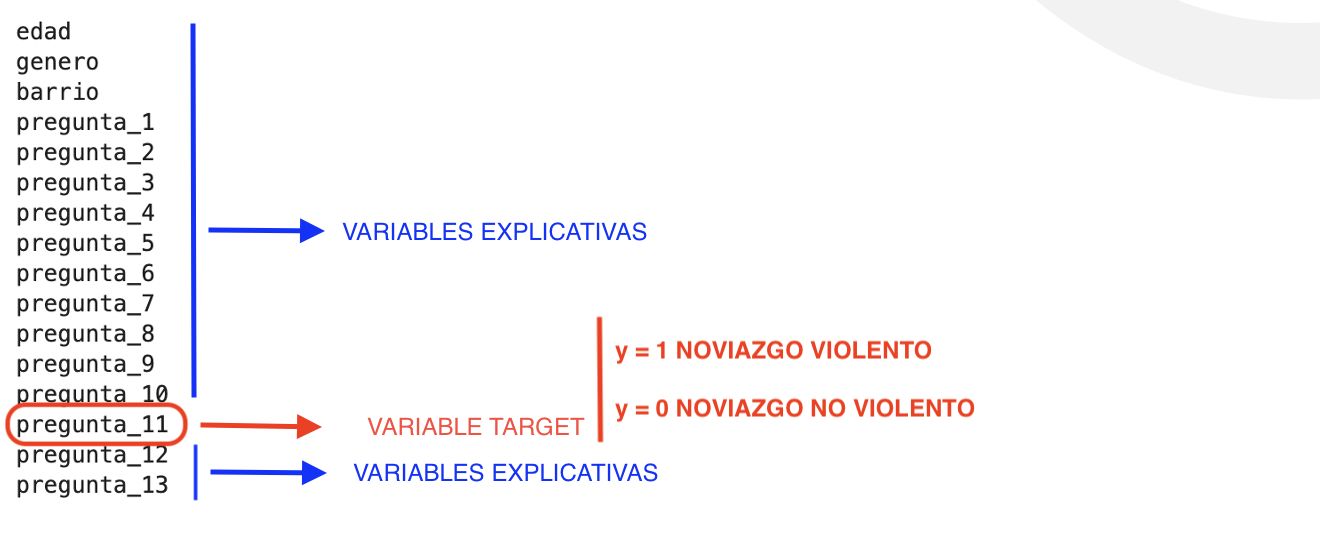 edad
genero
barrio
pregunta_1
pregunta_2
pregunta_3
pregunta_4
pregunta_5
VARIABLES EXPLICATIVAS
pregunta_6
pregunta_7
pregunta_8
pregunta_9
y = 1 NOVIAZGO VIOLENTO
pregunta_10
y = 0 NOVIAZGO NO VIOLENTO
pregunta_11
VARIABLE TARGET
pregunta_12
pregunta_13
VARIABLES EXPLICATIVAS